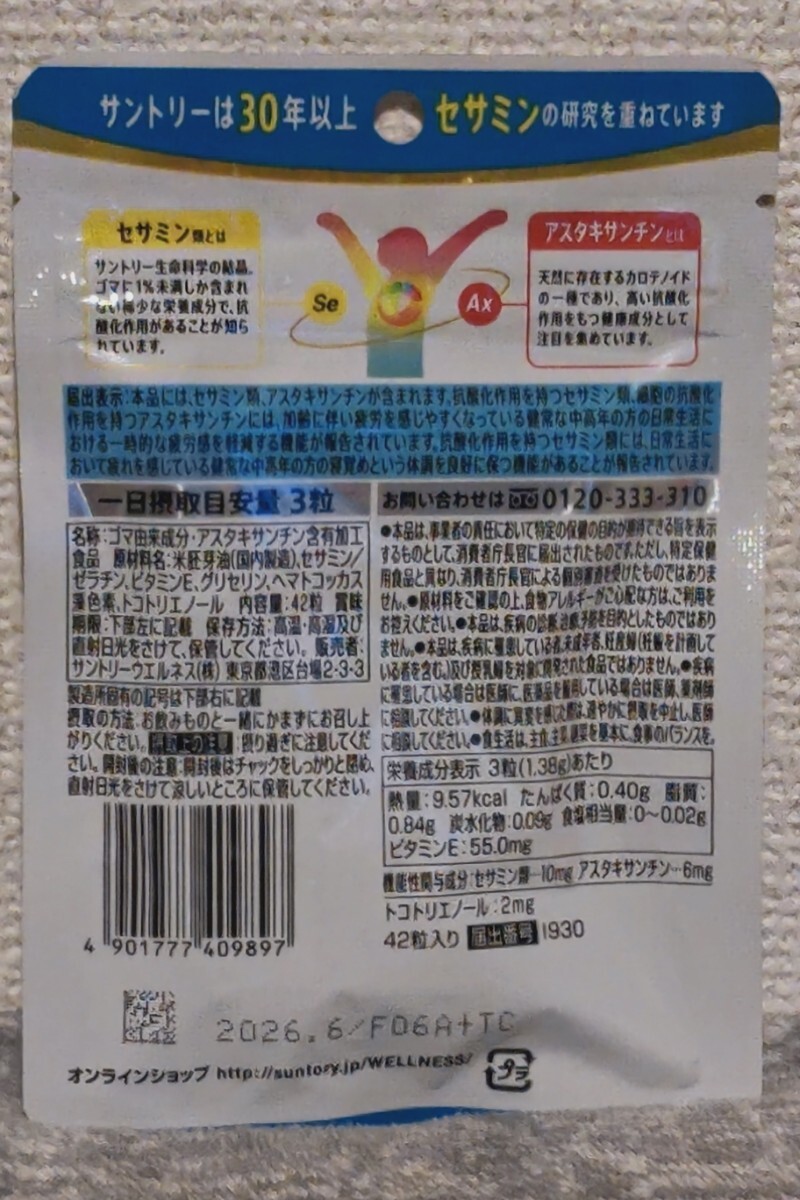 サントリーは30年以上 セサミンの研究を重ねています
セサミン類とは
サントリー生命科学の結晶。
ゴマに1%未満しか含まれ
ない稀少な栄養成分で、抗
酸化作用があることが知ら
れています。
Se
Ax
アスタキサンチンとは
天然に存在するカロテノイド
の一種であり、高い抗酸化
作用をもつ健康成分として
注目を集めています。
届出表示:本品には、セサミン類、アスタキサンチンが含まれます。抗酸化作用を持つセサミン類、細胞の抗酸化
作用を持つアスタキサンチンには、加齢に伴い疲労を感じやすくなっている健常な中高年の方の日常生活に
おける一時的な疲労感を軽減する機能が報告されています。抗酸化作用を持つセサミン類には、日常生活に
おいて疲れを感じている健常な中高年の方の寝覚めという体調を良好に保つ機能があることが報告されています。
一日摂取目安量 3粒
名称:ゴマ由来成分・アスタキサンチン含有加工
食品 原材料名:米胚芽油(国内製造)、セサミン/
ゼラチン、ビタミンE、グリセリン、ヘマトコッカス
藻色素、トコトリエノール 内容量:42粒 賞味
期限:下部左に記載 保存方法:高温・高湿及び
直射日光をさけて、保管してください。 販売者:
サントリーウエルネス(株) 東京都港区台場2-3-3
製造所固有の記号は下部右に記載
摂取の方法:お飲みものと一緒にかまずにお召し上
がりください。 摂取上の注意:摂り過ぎに注意してくだ
さい。開封後の注意:開封後はチャックをしっかりと閉め、
直射日光をさけて涼しいところに保管してください。
4 901777 409897
お問い合わせは 0120-333-310
●本品は、事業者の責任において特定の保健の目的が期待できる旨を表示
するものとして、消費者庁長官に届出されたものです。ただし、特定保健
用食品と異なり、消費者庁長官による個別審査を受けたものではありま
せん。●原材料をご確認の上、食物アレルギーがご心配な方は、ご利用を
お控えください。●本品は、疾病の診断、治療、予防を目的としたものではあり
ません。●本品は、疾病に罹患している者、未成年者、妊産婦(妊娠を計画して
いる者を含む。)及び授乳婦を対象に開発された食品ではありません。●疾病
に罹患している場合は医師に、医薬品を服用している場合は医師、薬剤師
に相談してください。●体調に異変を感じた際は、速やかに摂取を中止し、医師
に相談してください。●食生活は、主食、主菜、副菜を基本に、食事のバランスを。
栄養成分表示 3粒(1.38g)あたり
熱量:9.57kcal たんぱく質:0.40g 脂質:
0.84g 炭水化物:0.09g 食塩相当量:0~0.02g
ビタミンE:55.0mg
機能性関与成分:セサミン類…10mg アスタキサンチン…6mg
トコトリエノール:2mg
42粒入り 届出番号 I930
2026.6/F06A+TC
オンラインショップ http://suntory.jp/WELLNESS/
プラ